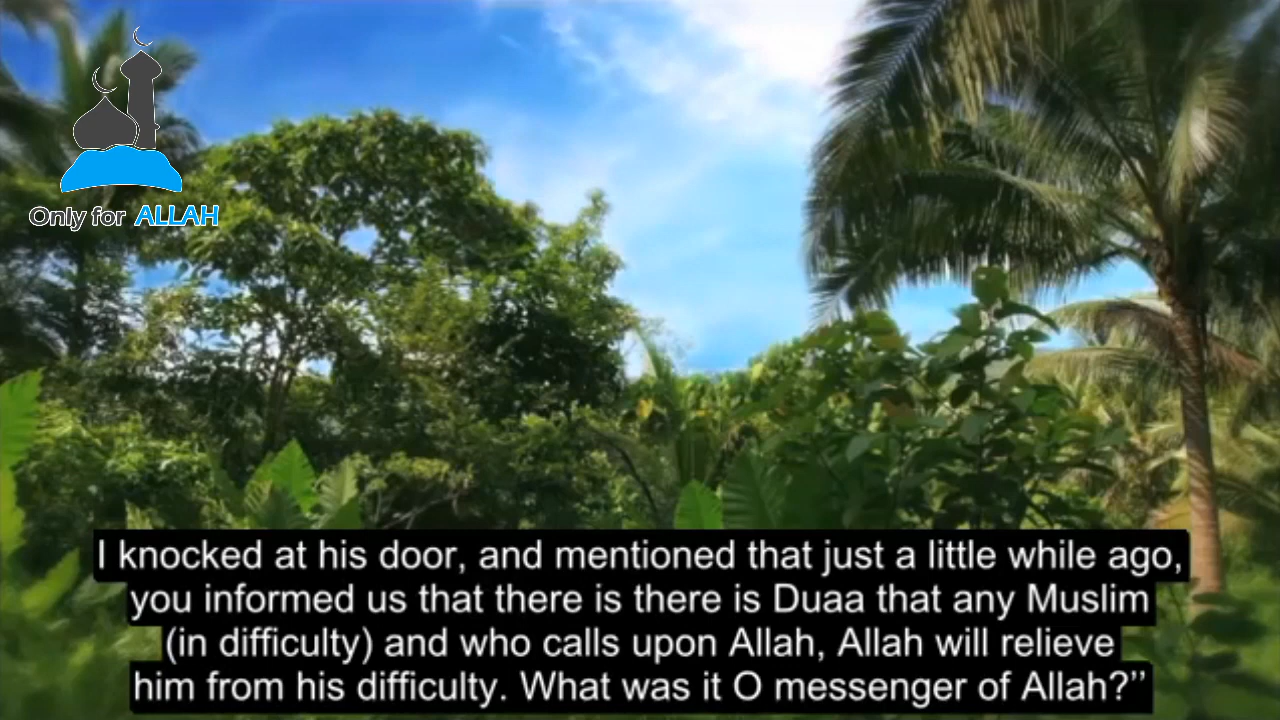 Only for ALLAH
I knocked at his door, and mentioned that just a little while ago,
you informed us that there is there is Duaa that any Muslim
(in difficulty) and who calls upon Allah, Allah will relieve
him from his difficulty. What was it O messenger of Allah?’’